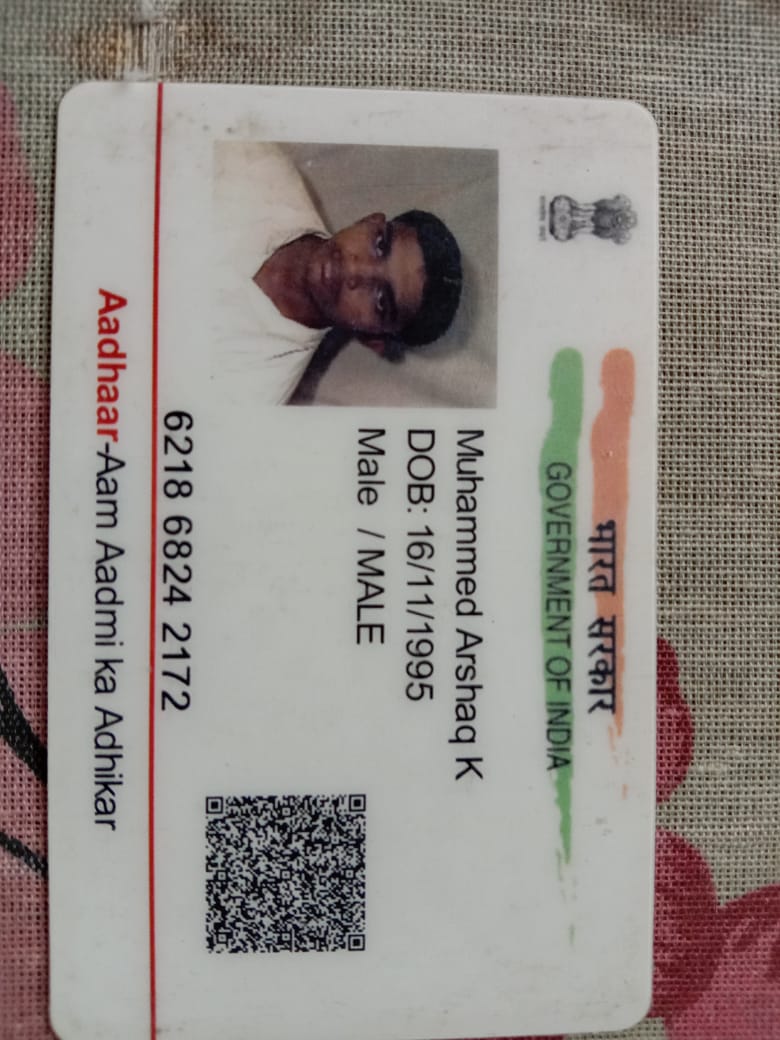 भारत सरकार
GOVERNMENT OF INDIA
Muhammed Arshaq K
DOB: 16/11/1995
Male / MALE
6218 6824 2172
Aadhaar-Aam Aadmi ka Adhikar